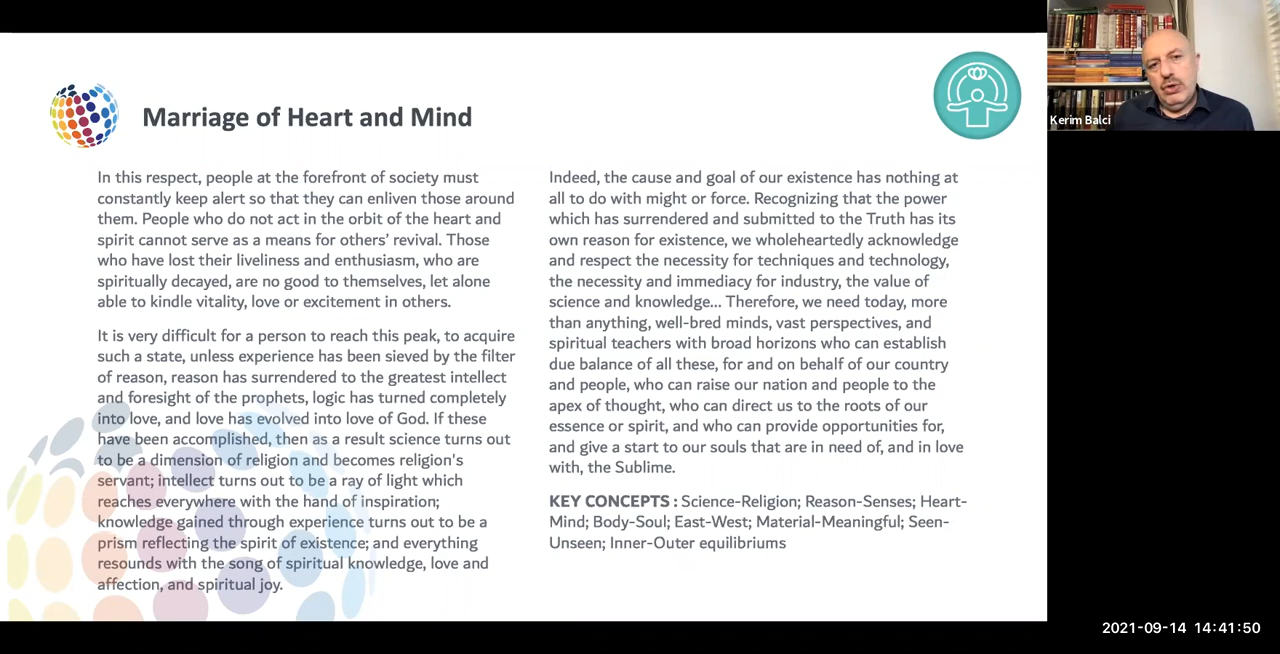 Marriage of Heart and Mind
In this respect, people at the forefront of society must
constantly keep alert so that they can enliven those around
them. People who do not act in the orbit of the heart and
spirit cannot serve as a means for others’ revival. Those
who have lost their liveliness and enthusiasm, who are
spiritually decayed, are no good to themselves, let alone
able to kindle vitality, love or excitement in others.
It is very difficult for a person to reach this peak, to acquire
such a state, unless experience has been sieved by the filter
of reason, reason has surrendered to the greatest intellect
and foresight of the prophets, logic has turned completely
into love, and love has evolved into love of God. If these
have been accomplished, then as a result science turns out
to be a dimension of religion and becomes religion's
servant; intellect turns out to be a ray of light which
reaches everywhere with the hand of inspiration;
knowledge gained through experience turns out to be a
prism reflecting the spirit of existence; and everything
resounds with the song of spiritual knowledge, love and
affection, and spiritual joy.
Indeed, the cause and goal of our existence has nothing at
all to do with might or force. Recognizing that the power
which has surrendered and submitted to the Truth has its
own reason for existence, we wholeheartedly acknowledge
and respect the necessity for techniques and technology,
the necessity and immediacy for industry, the value of
science and knowledge... Therefore, we need today, more
than anything, well-bred minds, vast perspectives, and
spiritual teachers with broad horizons who can establish
due balance of all these, for and on behalf of our country
and people, who can raise our nation and people to the
apex of thought, who can direct us to the roots of our
essence or spirit, and who can provide opportunities for,
and give a start to our souls that are in need of, and in love
with, the Sublime.
KEY CONCEPTS : Science-Religion; Reason-Senses; Heart-
Mind; Body-Soul; East-West; Material-Meaningful; Seen-
Unseen; Inner-Outer equilibriums
Kerim Balci
2021-09-14 14:41:50